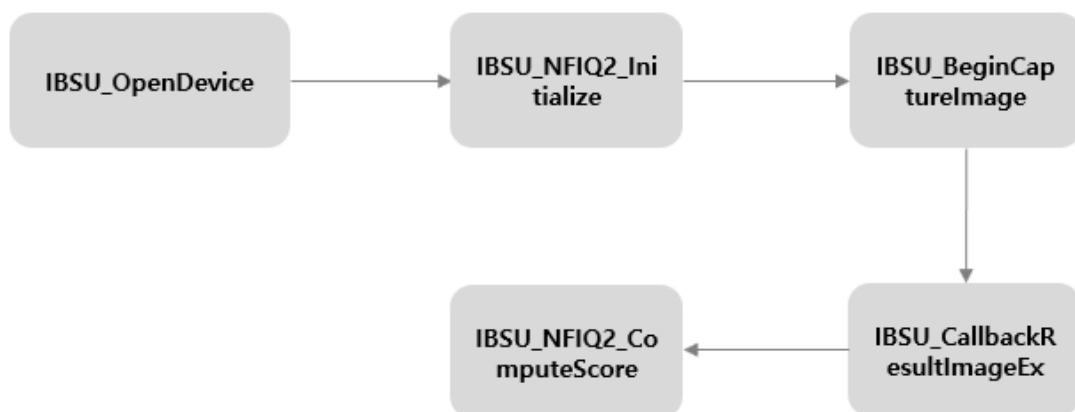 IBSU_OpenDevice
IBSU_NFIQ2_Ini
tialize
IBSU_BeginCap
tureImage
IBSU_CallbackR
esultImageEx
IBSU_NFIQ2_Co
mputeScore